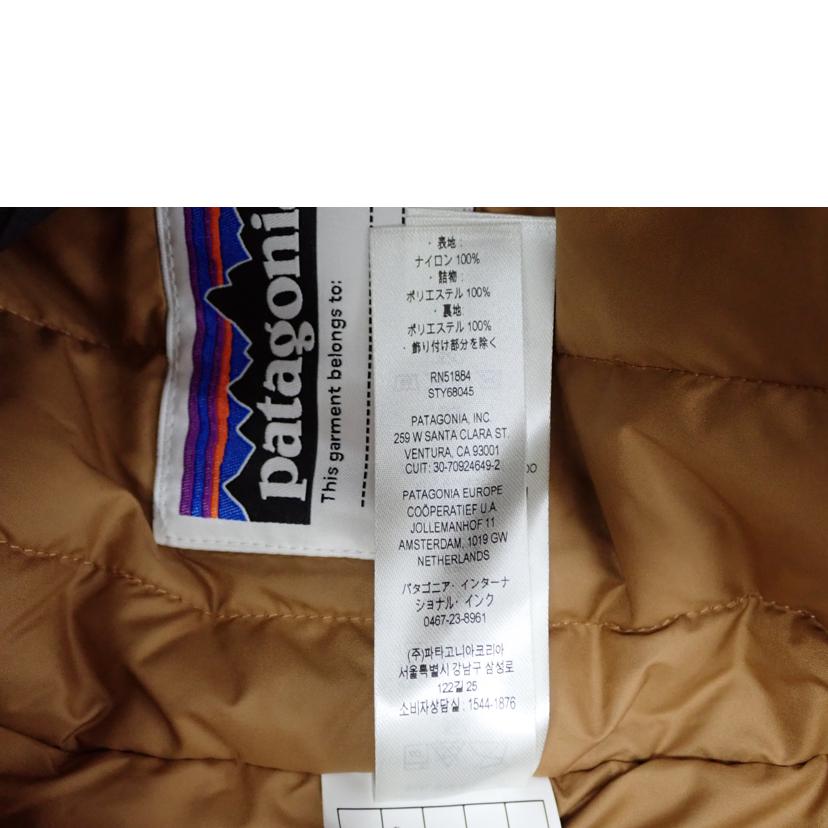 patagonia
This garment belongs to:
・表地 :
ナイロン 100%
・詰物 :
ポリエステル 100%
・裏地:
ポリエステル 100%
・飾り付け部分を除く
RN51884
STY68045
PATAGONIA, INC.
259 W SANTA CLARA ST.
VENTURA, CA 93001
CUIT: 30-70924649-2
PATAGONIA EUROPE
COÖPERATIEF U.A.
JOLLEMANHOF 11
AMSTERDAM, 1019 GW
NETHERLANDS
パタゴニア・インターナ
ショナル・インク
0467-23-8961
(주)파타고니아코리아
서울특별시 강남구 삼성로
122길 25
소비자상담실 : 1544-1876